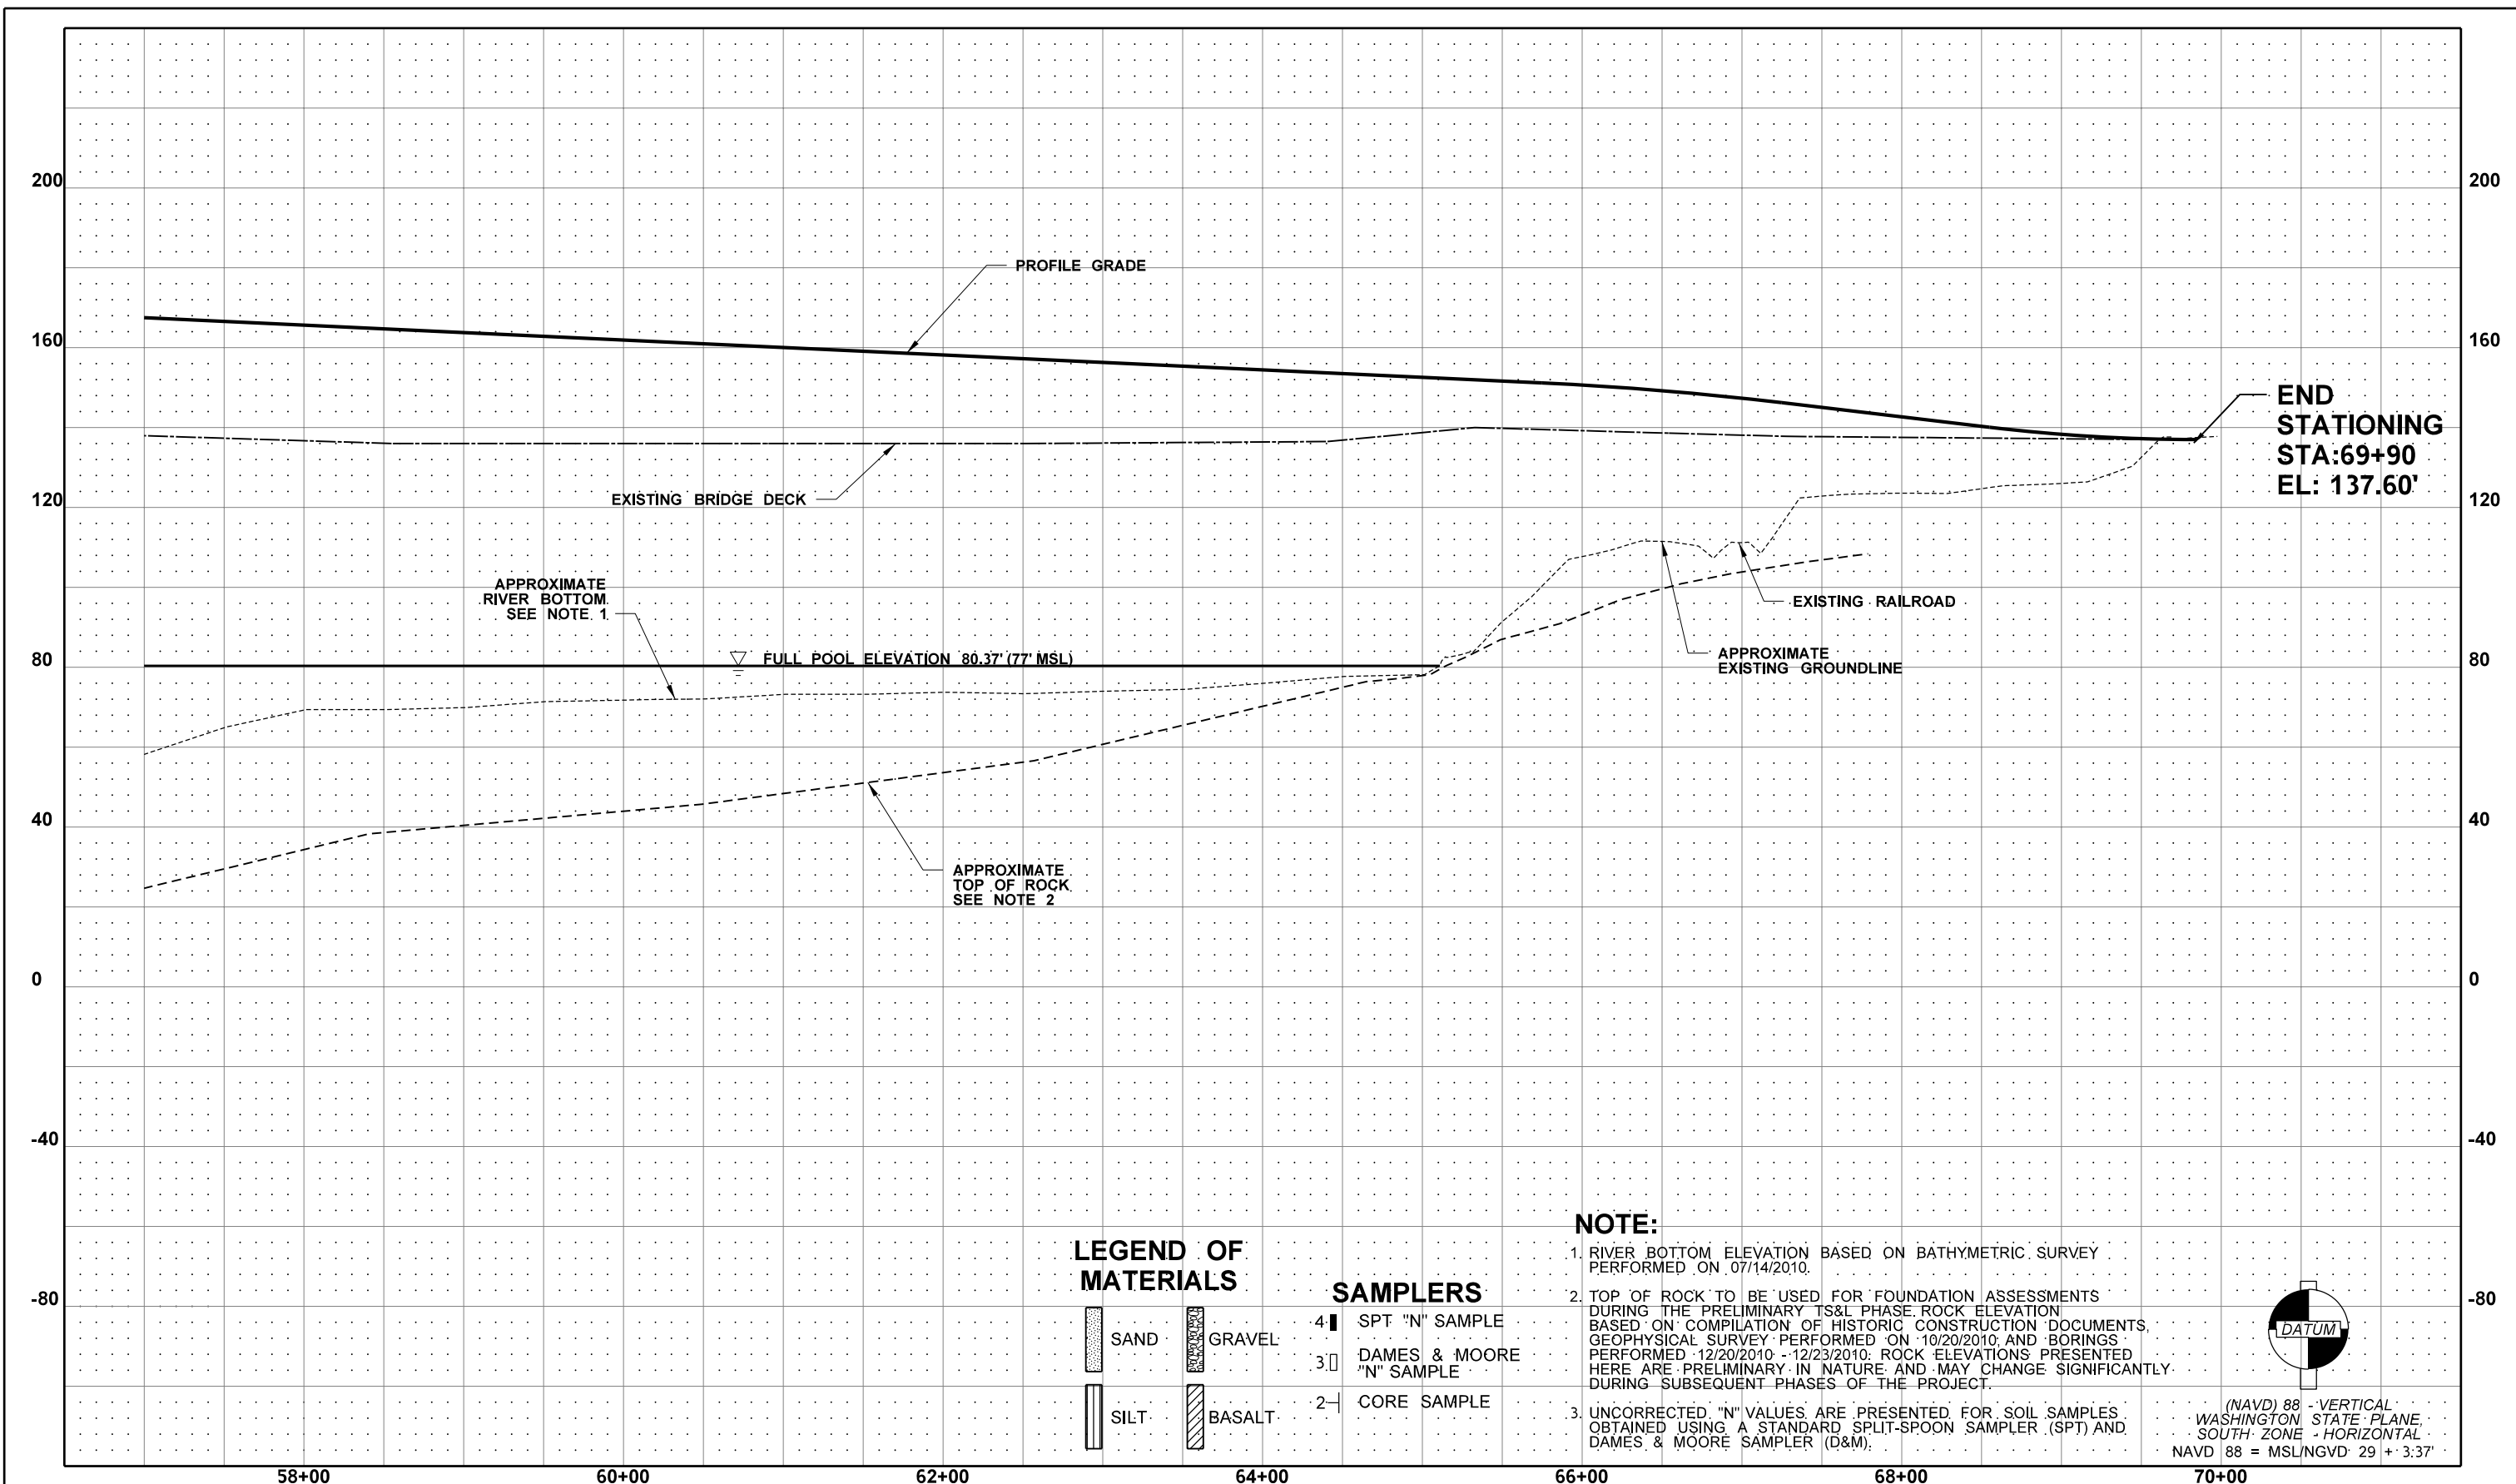 200
200
PROFILE GRADE
160
160
END
STATIONING
STA:69+90
EL: 137.60'
EXISTING BRIDGE DECK
120
120
APPROXIMATE
RIVER BOTTOM
SEE NOTE 1
EXISTING RAILROAD
APPROXIMATE
EXISTING GROUNDLINE
FULL POOL ELEVATION 80.37' (77' MSL)
80
80
40
40
APPROXIMATE
TOP OF ROCK
SEE NOTE 2
0
0
-40
-40
-80
-80
LEGEND OF
MATERIALS
SAND
GRAVEL
SILT
BASALT
SAMPLERS
4 SPT "N" SAMPLE
3 DAMES & MOORE
"N" SAMPLE
2 CORE SAMPLE
NOTE:
1. RIVER BOTTOM ELEVATION BASED ON BATHYMETRIC SURVEY
PERFORMED ON 07/14/2010.
2. TOP OF ROCK TO BE USED FOR FOUNDATION ASSESSMENTS
DURING THE PRELIMINARY TS&L PHASE. ROCK ELEVATION
BASED ON COMPILATION OF HISTORIC CONSTRUCTION DOCUMENTS,
GEOPHYSICAL SURVEY PERFORMED ON 10/20/2010, AND BORINGS
PERFORMED 12/20/2010 - 12/23/2010. ROCK ELEVATIONS PRESENTED
HERE ARE PRELIMINARY IN NATURE AND MAY CHANGE SIGNIFICANTLY
DURING SUBSEQUENT PHASES OF THE PROJECT.
3. UNCORRECTED "N" VALUES ARE PRESENTED FOR SOIL SAMPLES
OBTAINED USING A STANDARD SPLIT-SPOON SAMPLER (SPT) AND
DAMES & MOORE SAMPLER (D&M).
DATUM
(NAVD) 88 - VERTICAL
WASHINGTON STATE PLANE,
SOUTH ZONE - HORIZONTAL
NAVD 88 = MSL/NGVD 29 + 3.37'
58+00
60+00
62+00
64+00
66+00
68+00
70+00